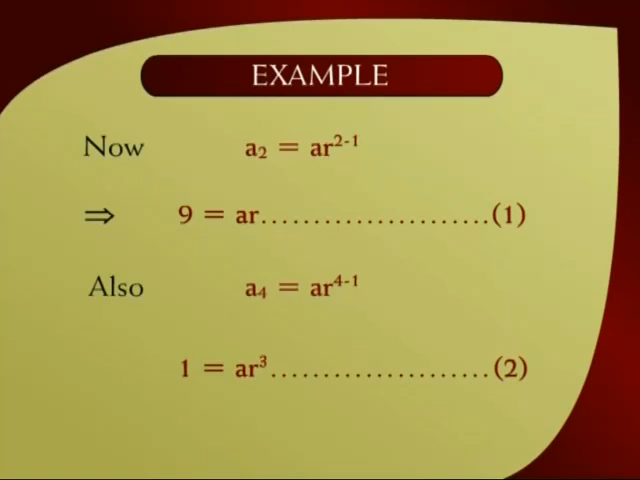 EXAMPLE
Now a₂ = ar²⁻¹
⇒ 9 = ar......................(1)
Also a₄ = ar⁴⁻¹
1 = ar³.....................(2)